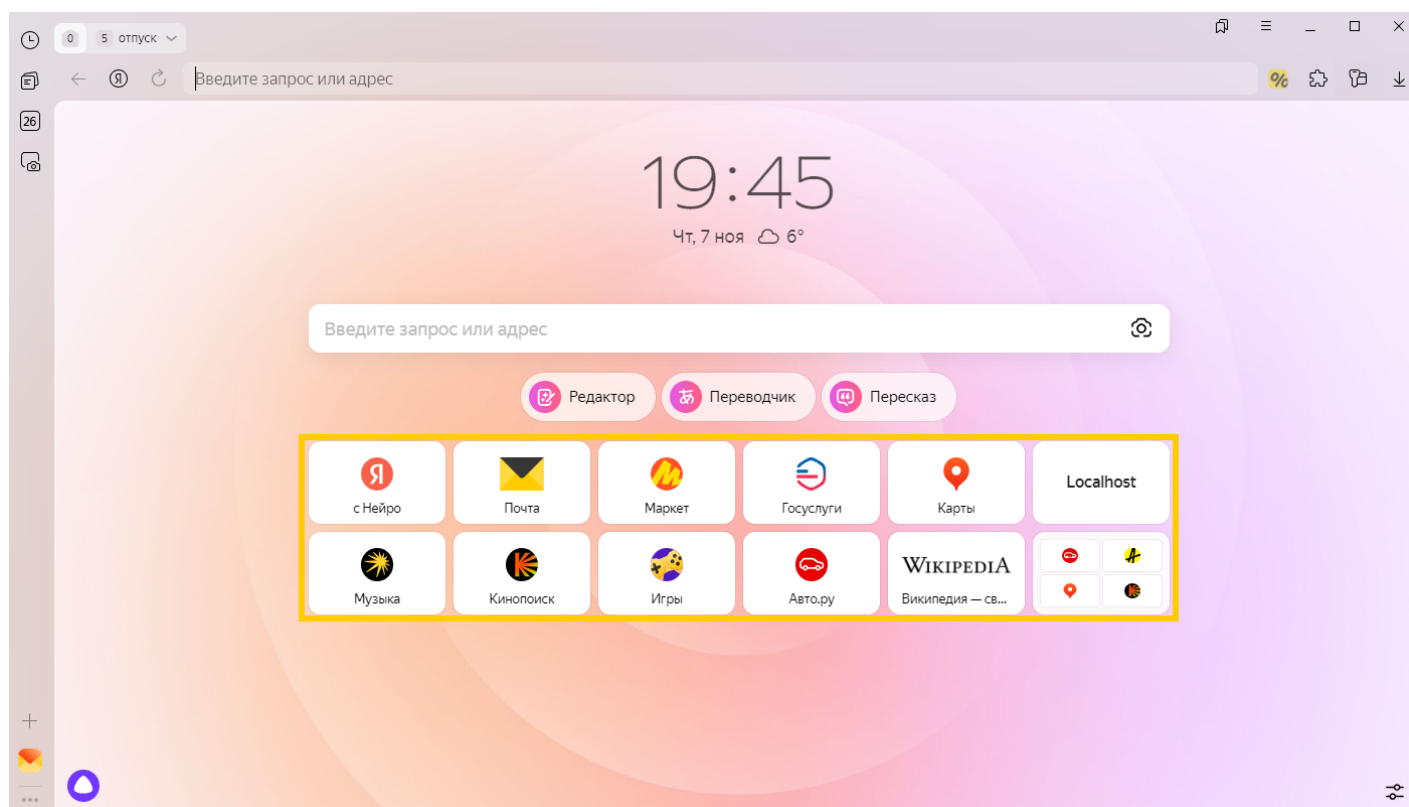 0 5 отпуск
Я Введите запрос или адрес %
26
19:45
Чт, 7 ноя 6°
Введите запрос или адрес
Редактор あ Переводчик Пересказ
Я
с Нейро Почта Маркет Госуслуги Карты Localhost
WIKIPEDIA
Музыка Кинопоиск Игры Авто.ру Википедия — св...